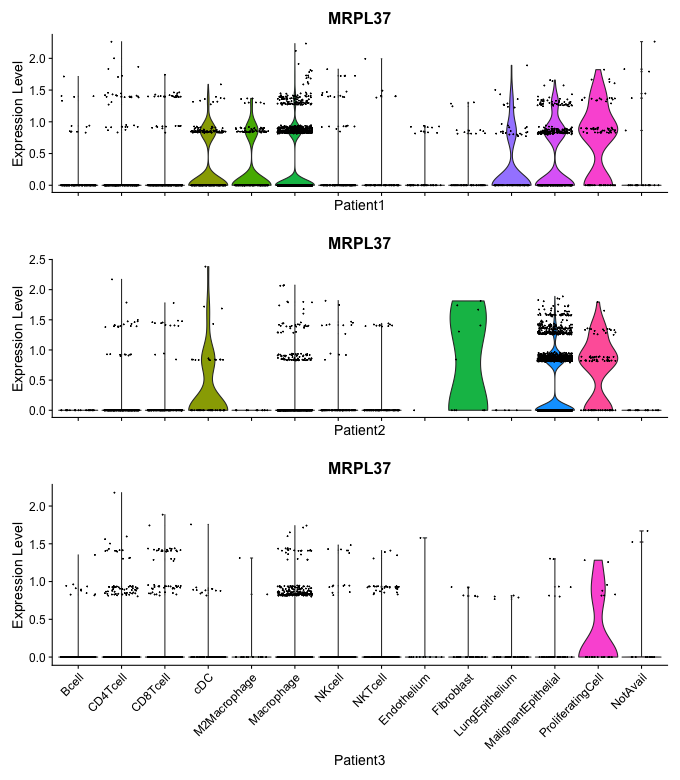 MRPL37
Expression Level
2.0
1.5
1.0
0.5
0.0
Patient1
MRPL37
Expression Level
2.5
2.0
1.5
1.0
0.5
0.0
Patient2
MRPL37
Expression Level
2.0
1.5
1.0
0.5
0.0
Bcell
CD4Tcell
CD8Tcell
cDC
M2Macrophage
Macrophage
NKcell
NKTcell
Endothelium
Fibroblast
LungEpithelium
MalignantEpithelial
ProliferatingCell
NotAvail
Patient3